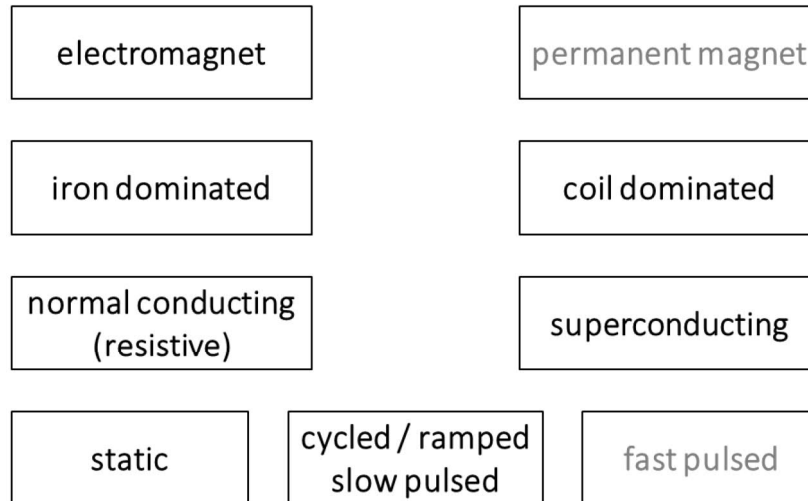 electromagnet
permanent magnet
iron dominated
coil dominated
normal conducting
(resistive)
superconducting
static
cycled / ramped
slow pulsed
fast pulsed